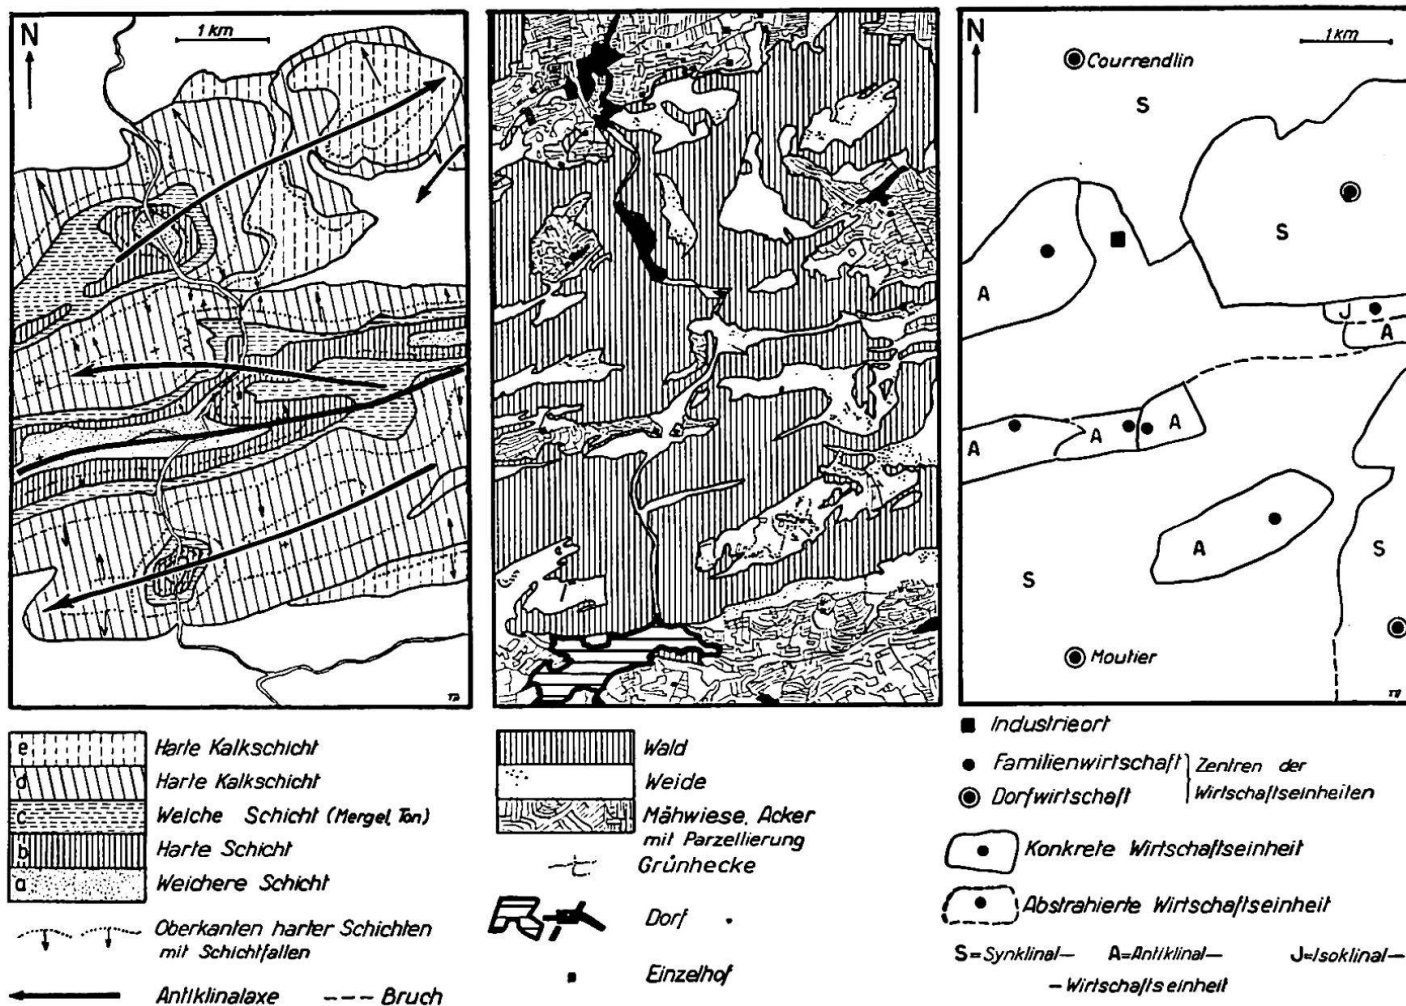 N
1 km
N
1 km
Courrendlin
S
S
A
J
A
A
A
A
A
S
S
Moutier
e Harte Kalkschicht
d Harte Kalkschicht
c Weiche Schicht (Mergel, Ton)
b Harte Schicht
a Weichere Schicht
Oberkanten harter Schichten
mit Schichtfallen
Antiklinalaxe
Bruch
Wald
Weide
Mähwiese, Acker
mit Parzellierung
Grünhecke
Dorf
Einzelhof
Industrieort
Familienwirtschaft
Dorfwirtschaft
Zentren der
Wirtschaftseinheiten
Konkrete Wirtschaftseinheit
Abstrahierte Wirtschaftseinheit
S=Synklinal— A=Antiklinal— J=Isoklinal—
— Wirtschaftseinheit